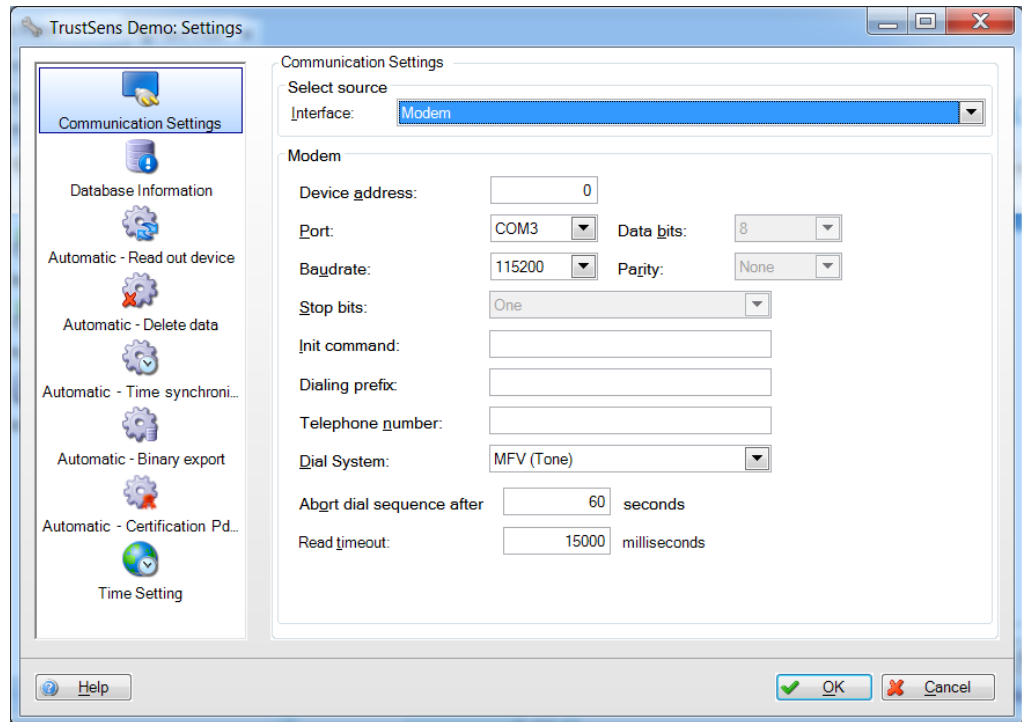 TrustSens Demo: Settings
Communication Settings
Database Information
Automatic - Read out device
Automatic - Delete data
Automatic - Time synchroni...
Automatic - Binary export
Automatic - Certification Pd...
Time Setting
Communication Settings
Select source
Interface: Modem
Modem
Device address: 0
Port: COM3 Data bits: 8
Baudrate: 115200 Parity: None
Stop bits: One
Init command:
Dialing prefix:
Telephone number:
Dial System: MFV (Tone)
Abort dial sequence after 60 seconds
Read timeout: 15000 milliseconds
Help OK Cancel